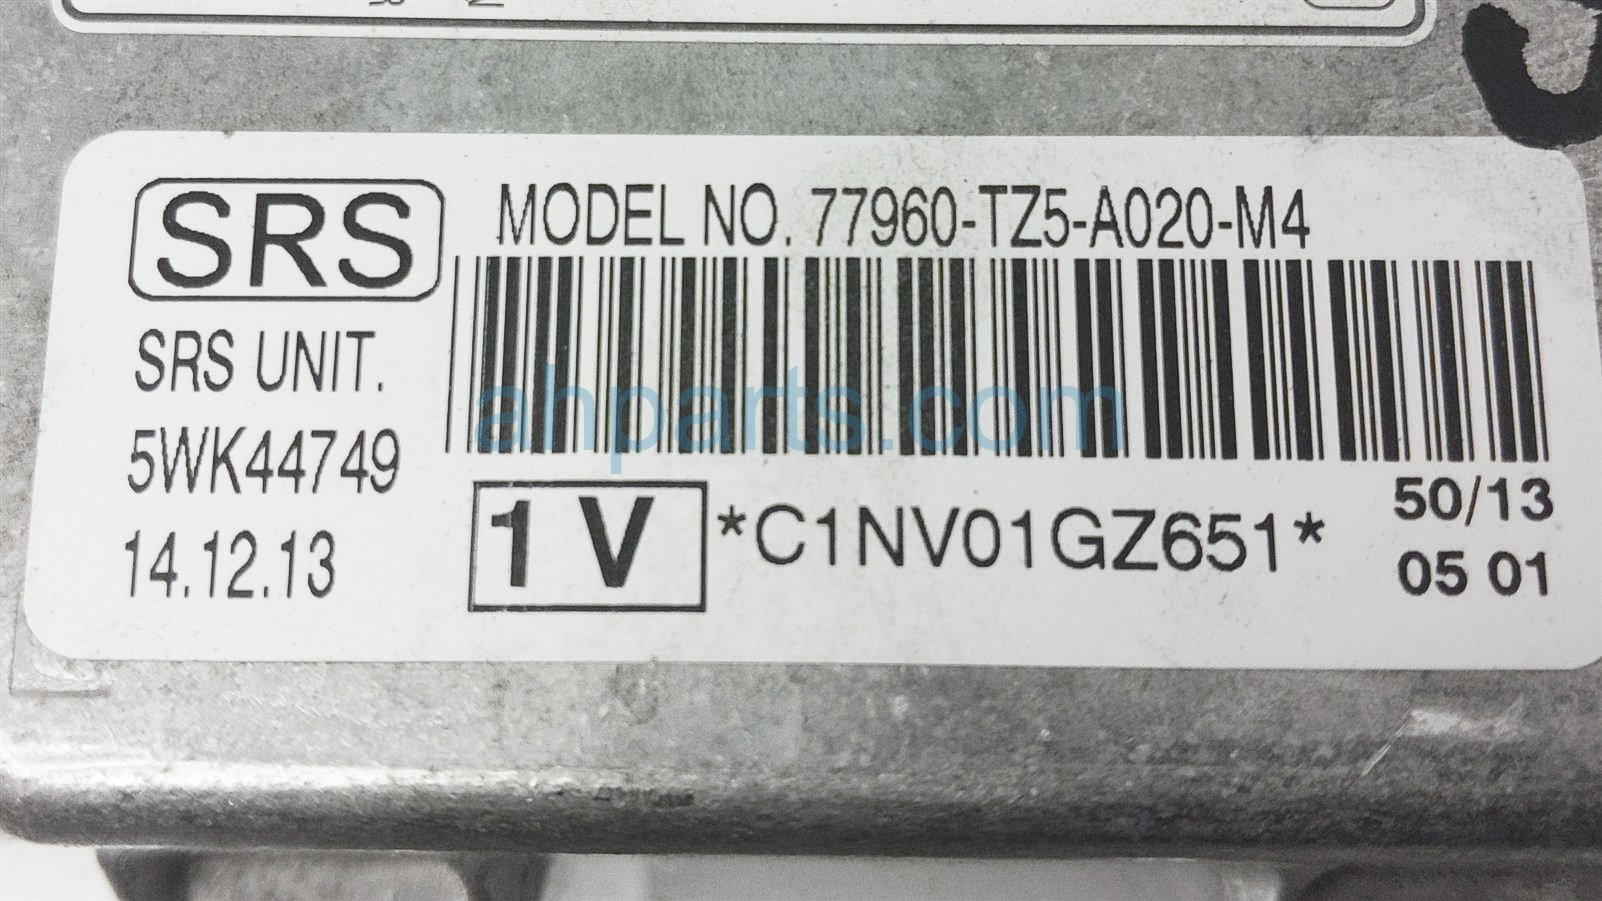 SRS
MODEL NO. 77960-TZ5-A020-M4
SRS UNIT.
5WK44749
14.12.13
1 V
*C1NV01GZ651*
50/13
05 01
ahparts.com